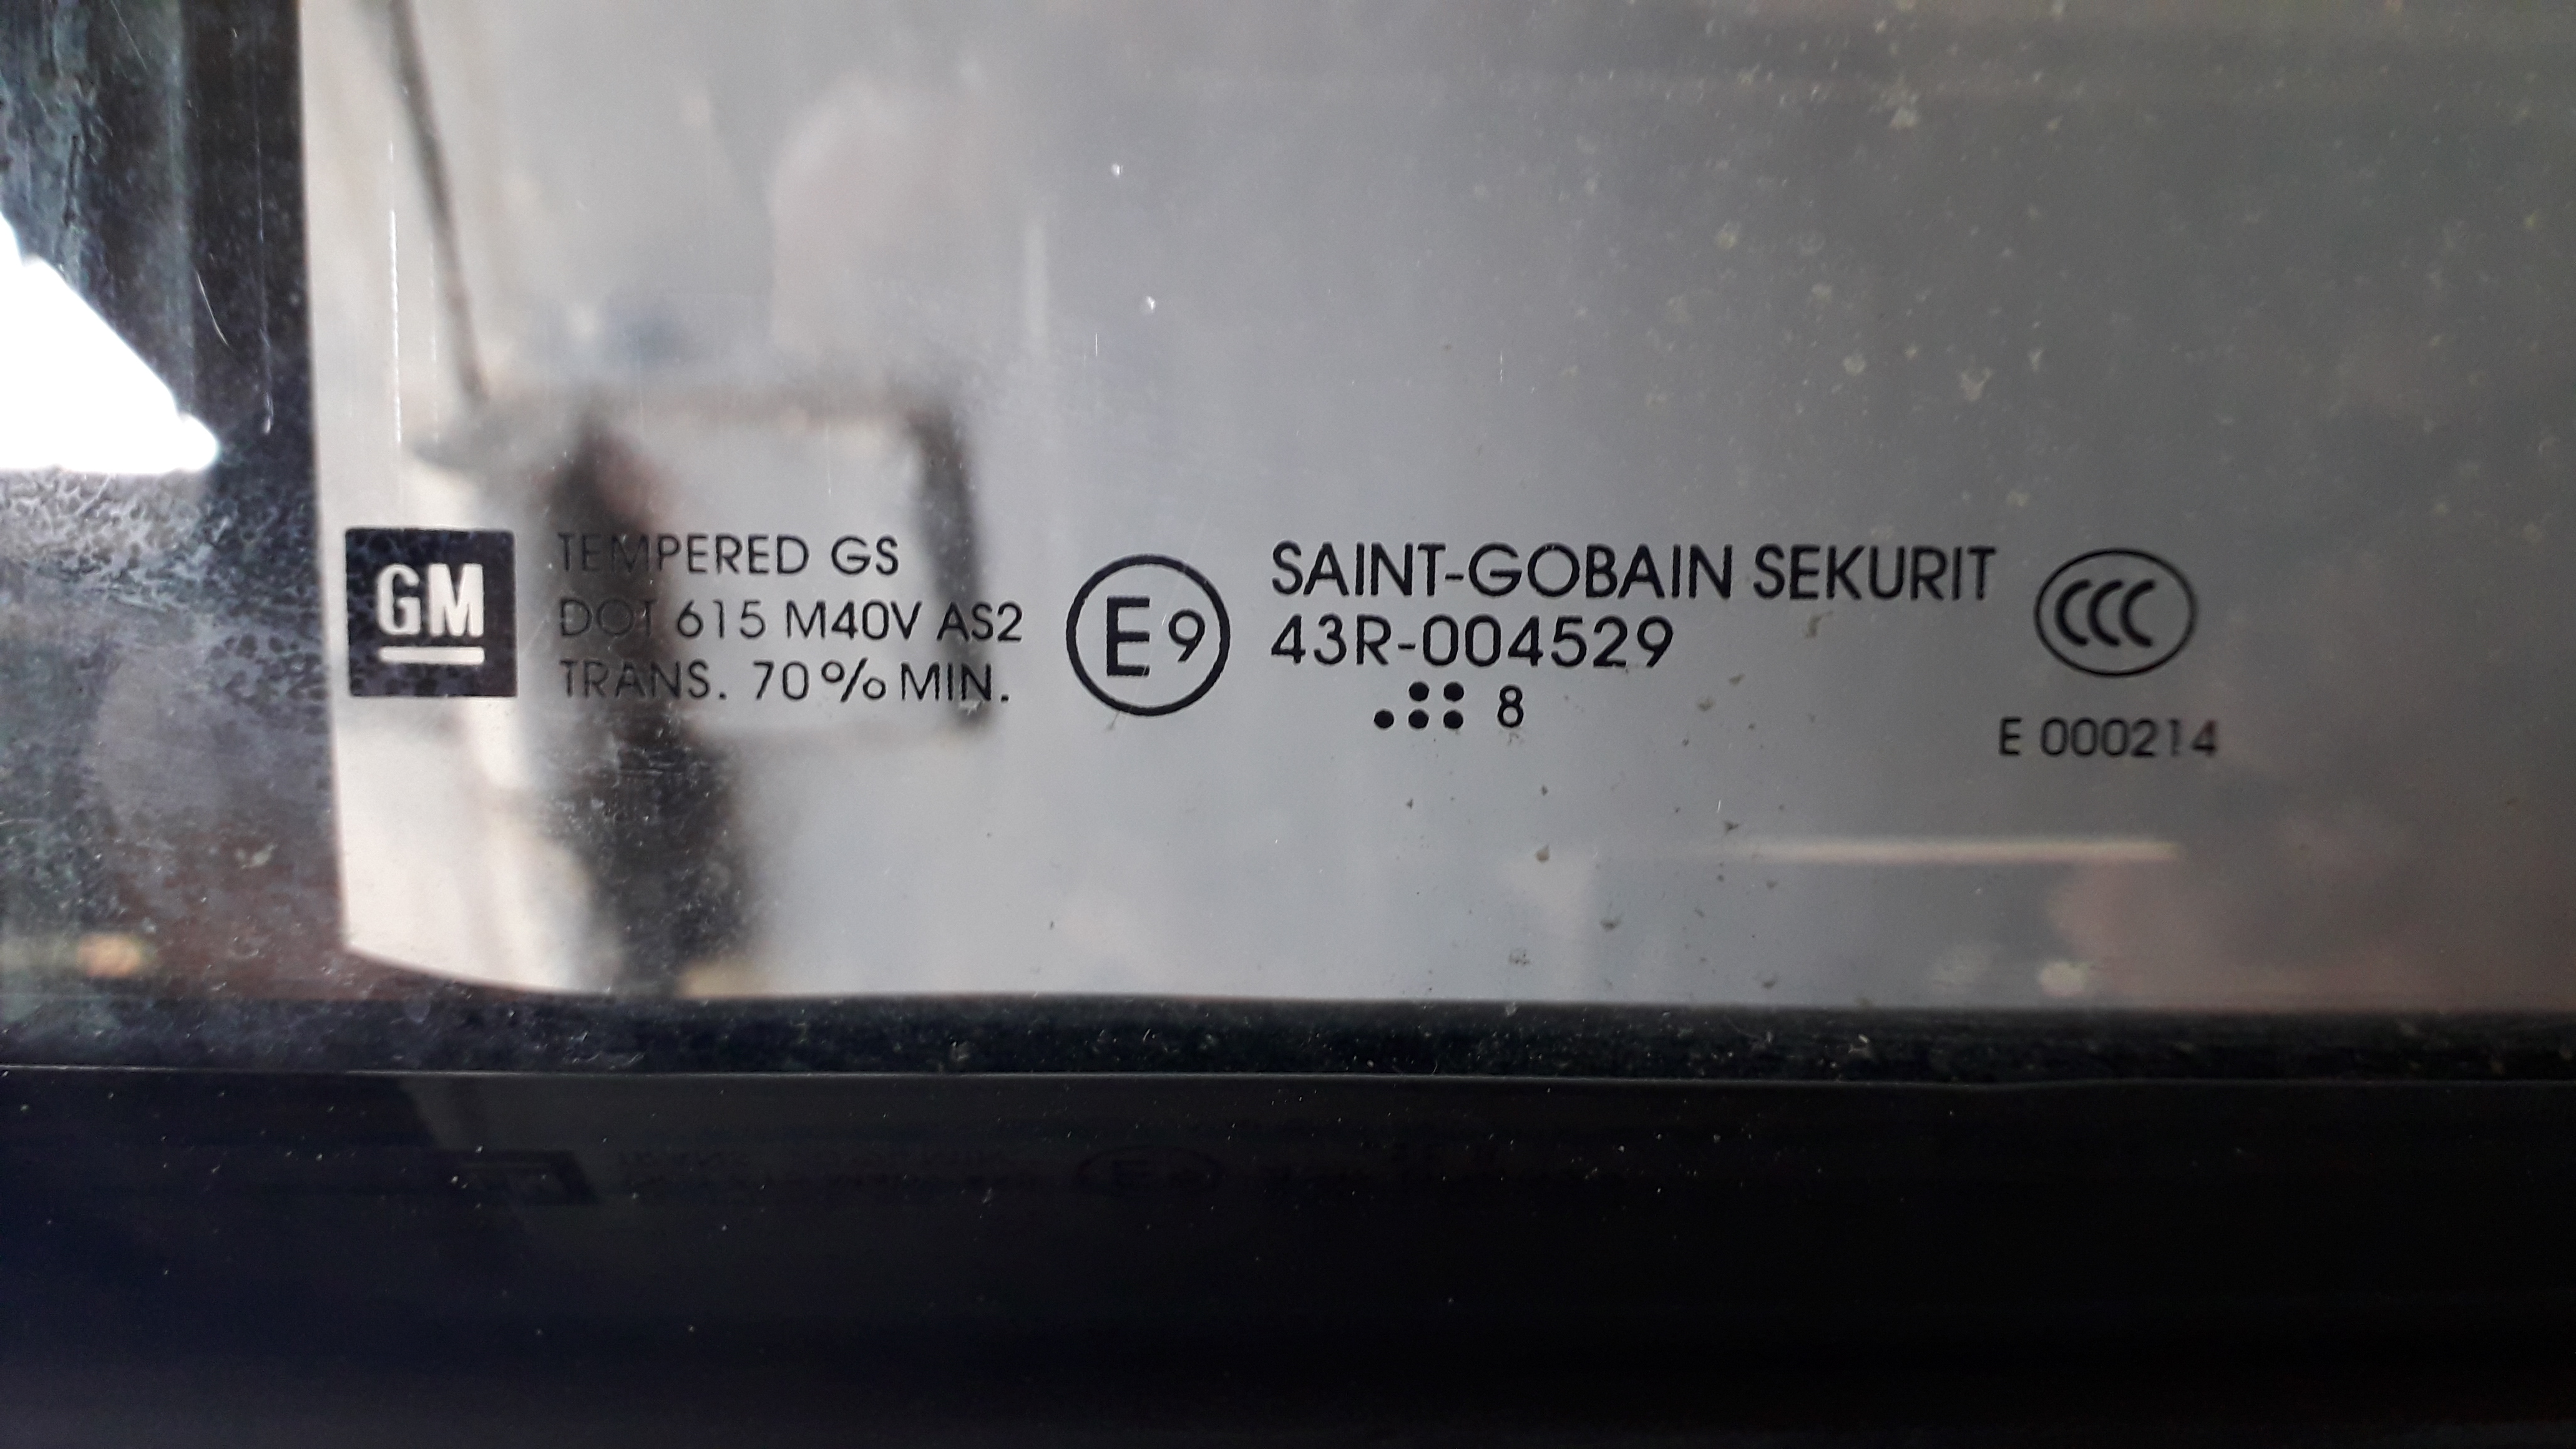 GM
TEMPERED GS
DOT 615 M40V AS2
TRANS. 70% MIN.
E9
SAINT-GOBAIN SEKURIT
43R-004529
8
CCC
E 000214